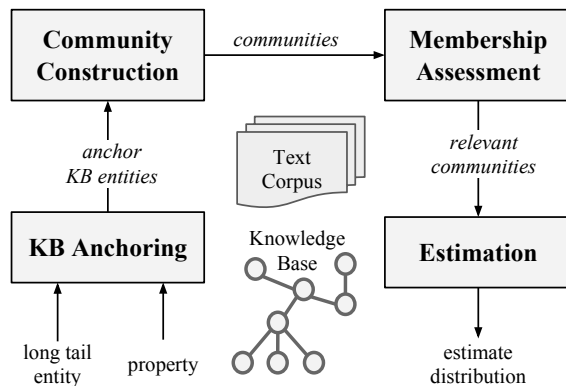 Community
Construction
communities
Membership
Assessment
anchor
KB entities
Text
Corpus
relevant
communities
KB Anchoring
Knowledge
Base
Estimation
long tail
entity
property
estimate
distribution